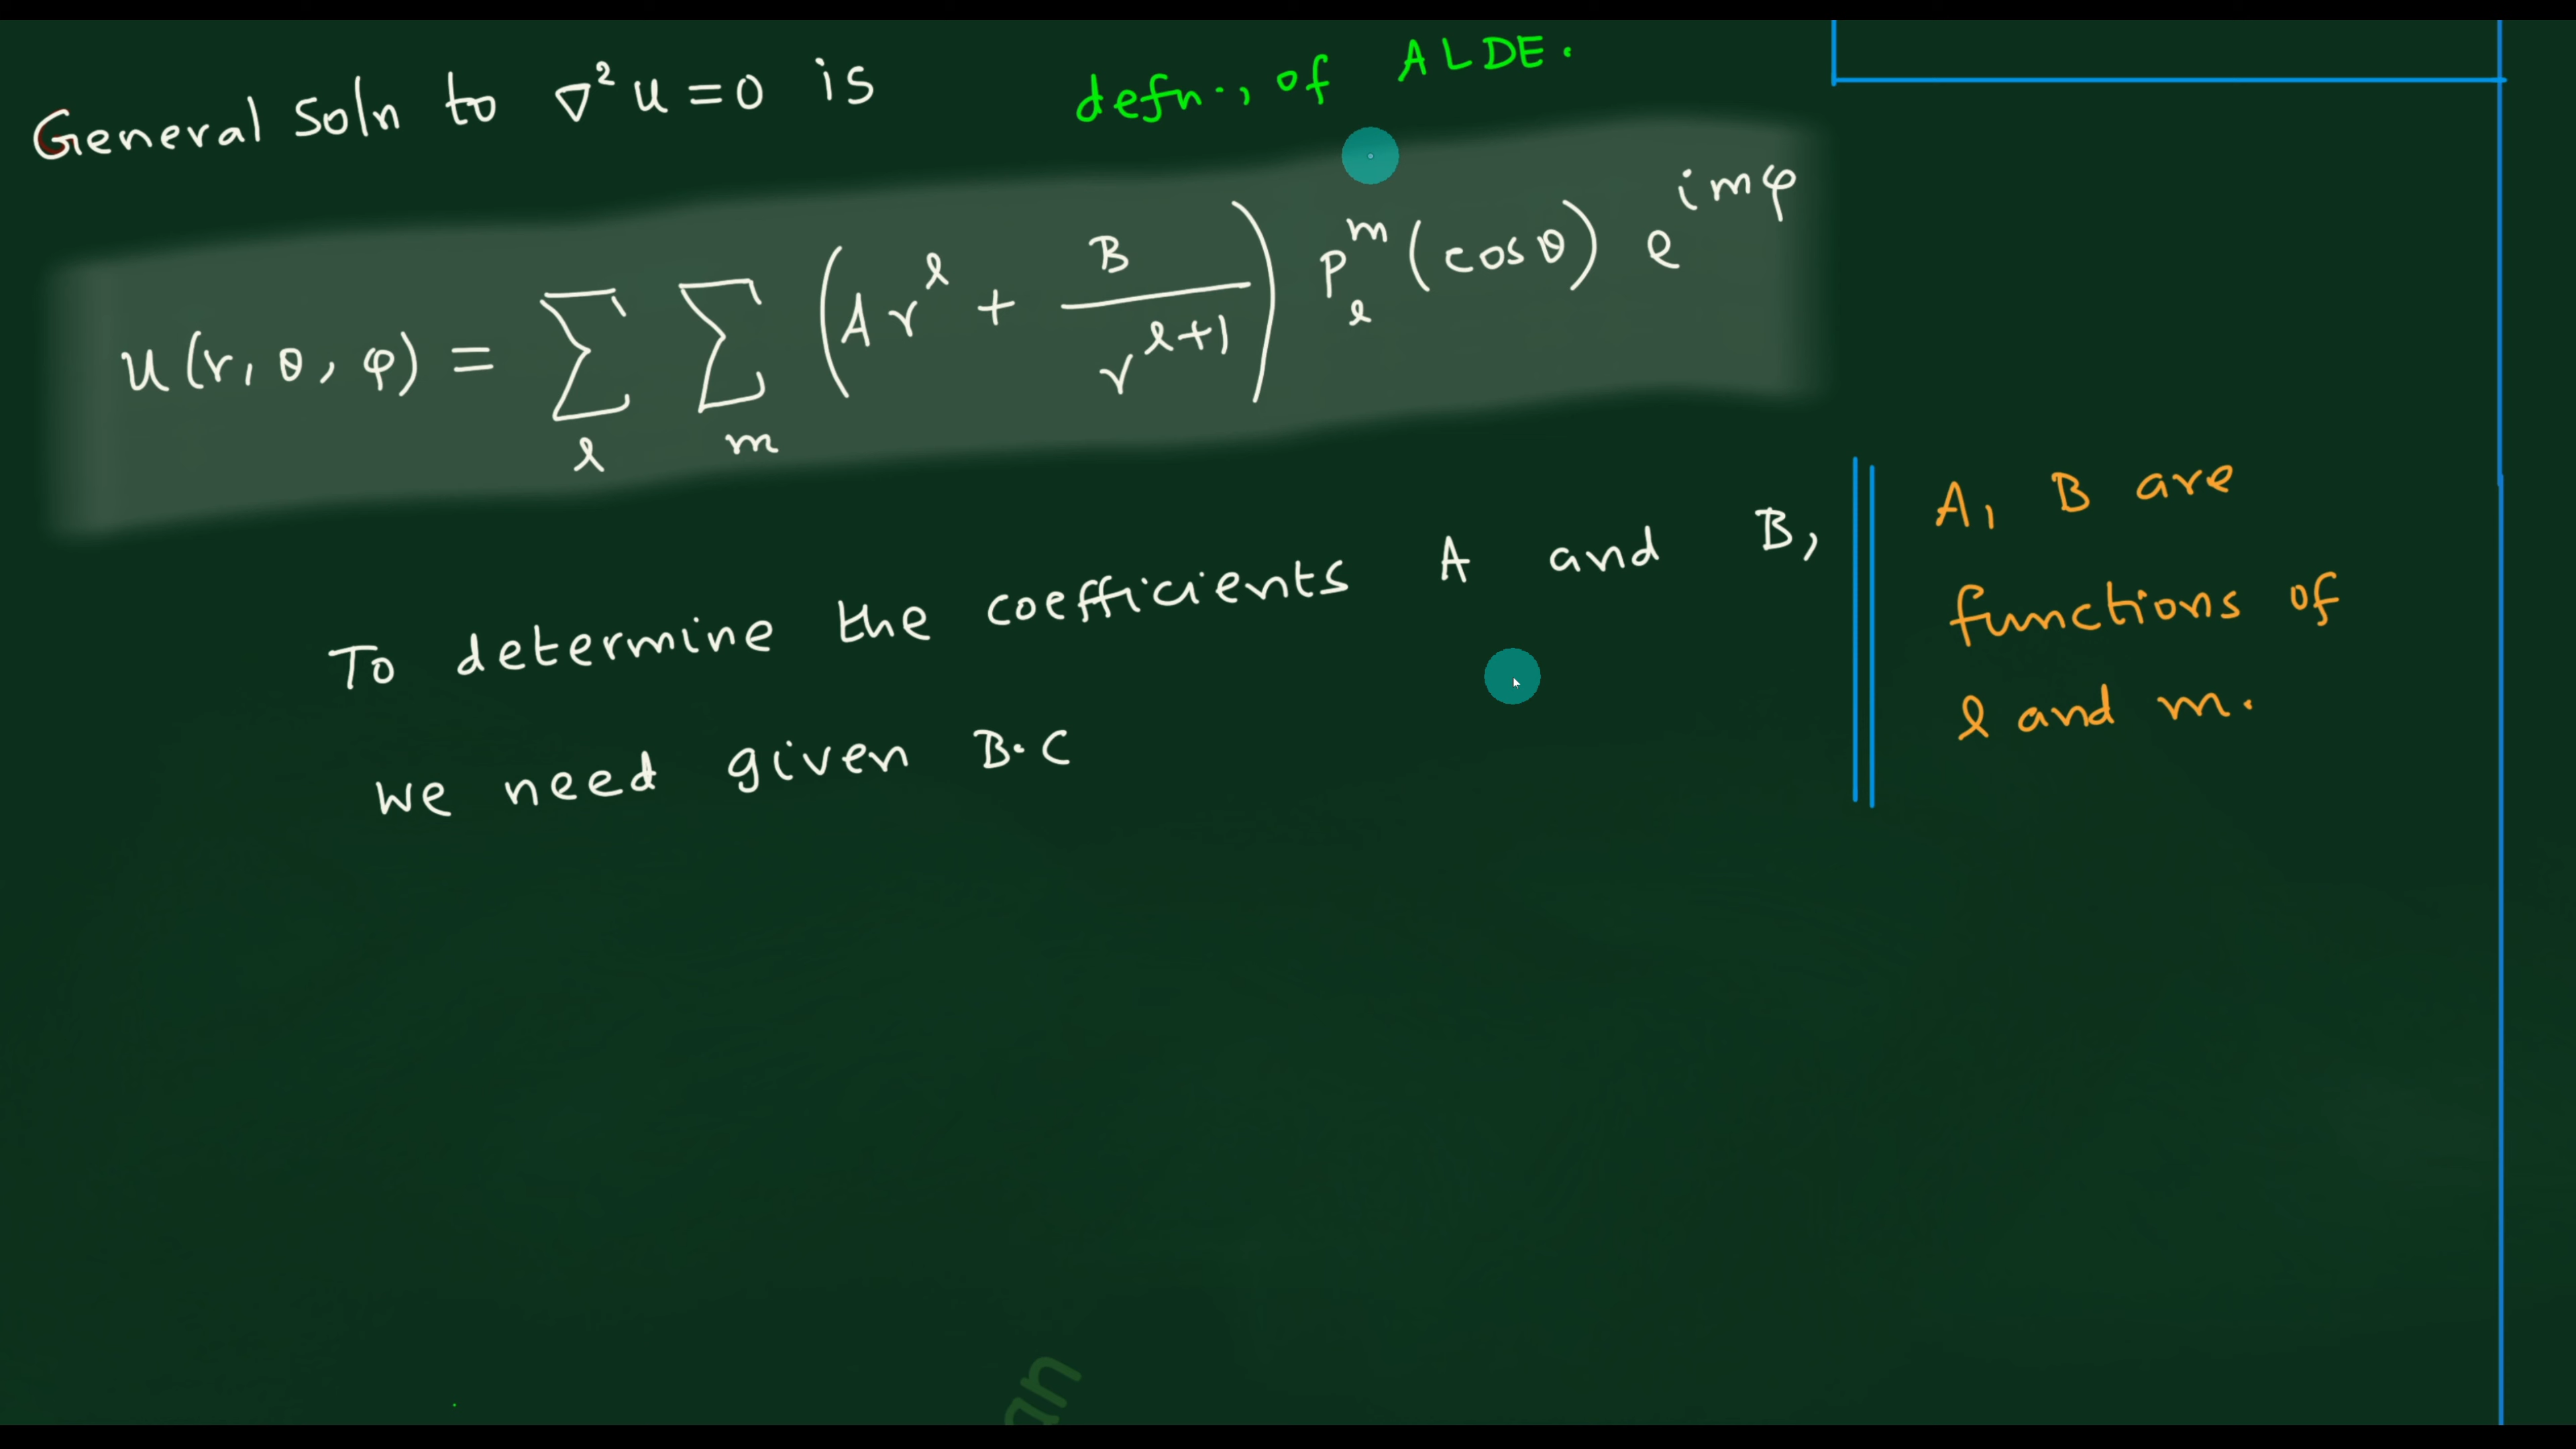 defn., of ALDE.
General Soln to ∇²u = 0 is
u(r, θ, φ) = Σ_l Σ_m (A r^l + B / r^{l+1}) P_l^m (cos θ) e^{imφ}
To determine the coefficients A and B,
we need given B.C
A, B are
functions of
l and m.